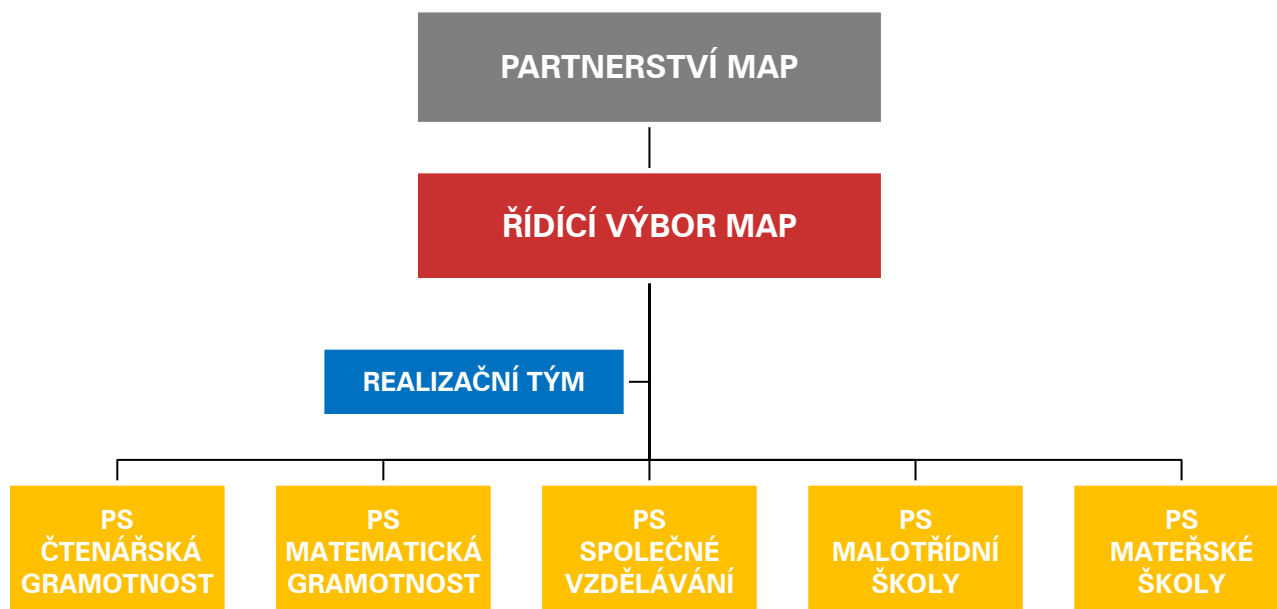 PARTNERSTVÍ MAP
ŘÍDÍCÍ VÝBOR MAP
REALIZAČNÍ TÝM
PS
ČTENÁŘSKÁ
GRAMOTNOST
PS
MATEMATICKÁ
GRAMOTNOST
PS
SPOLEČNÉ
VZDĚLÁVÁNÍ
PS
MALOTŘÍDNÍ
ŠKOLY
PS
MATEŘSKÉ
ŠKOLY